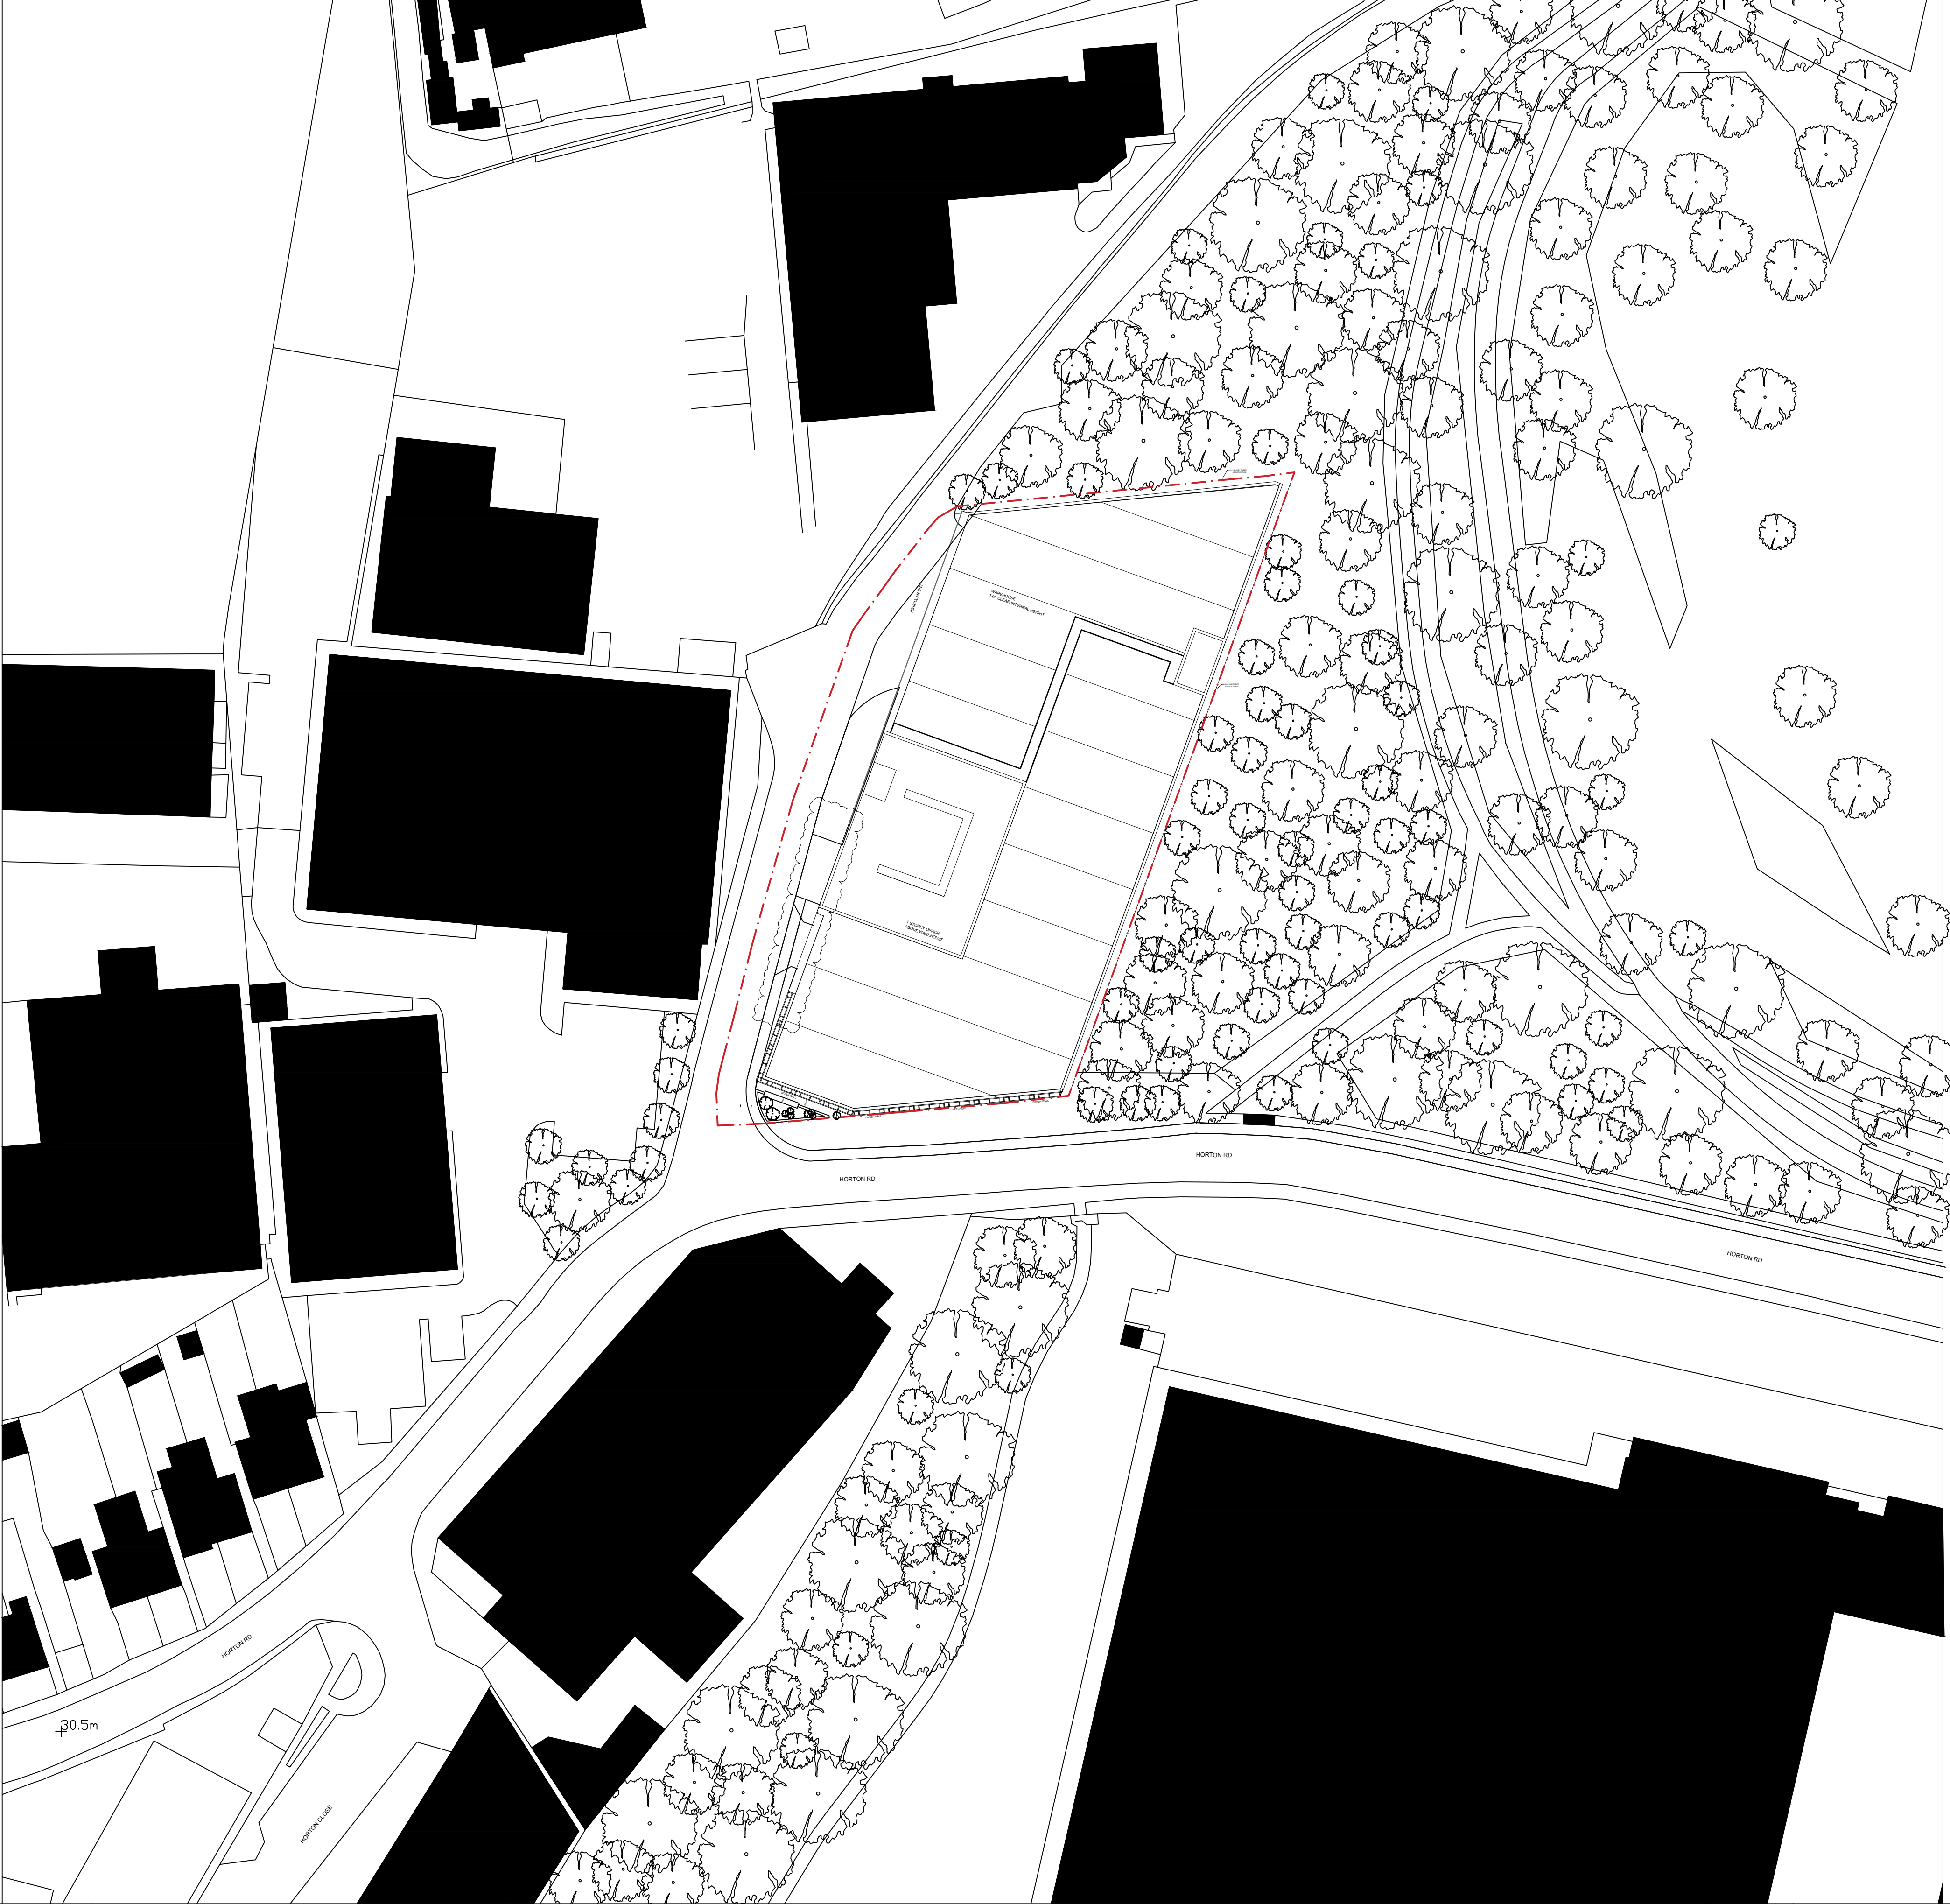 WAREHOUSE
12m CLEAR INTERNAL HEIGHT
1 STOREY OFFICE
ABOVE WAREHOUSE
HORTON RD
HORTON RD
HORTON RD
HORTON RD
30.5m
HORTON CLOSE